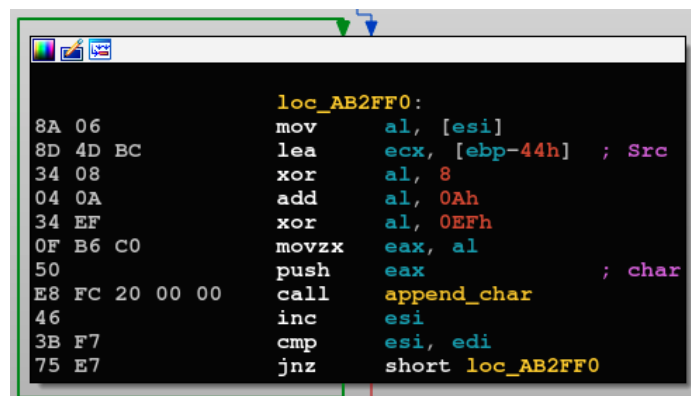 loc_AB2FF0:
8A 06 mov al, [esi]
8D 4D BC lea ecx, [ebp-44h] ; Src
34 08 xor al, 8
04 0A add al, 0Ah
34 EF xor al, 0EFh
0F B6 C0 movzx eax, al
50 push eax ; char
E8 FC 20 00 00 call append_char
46 inc esi
3B F7 cmp esi, edi
75 E7 jnz short loc_AB2FF0